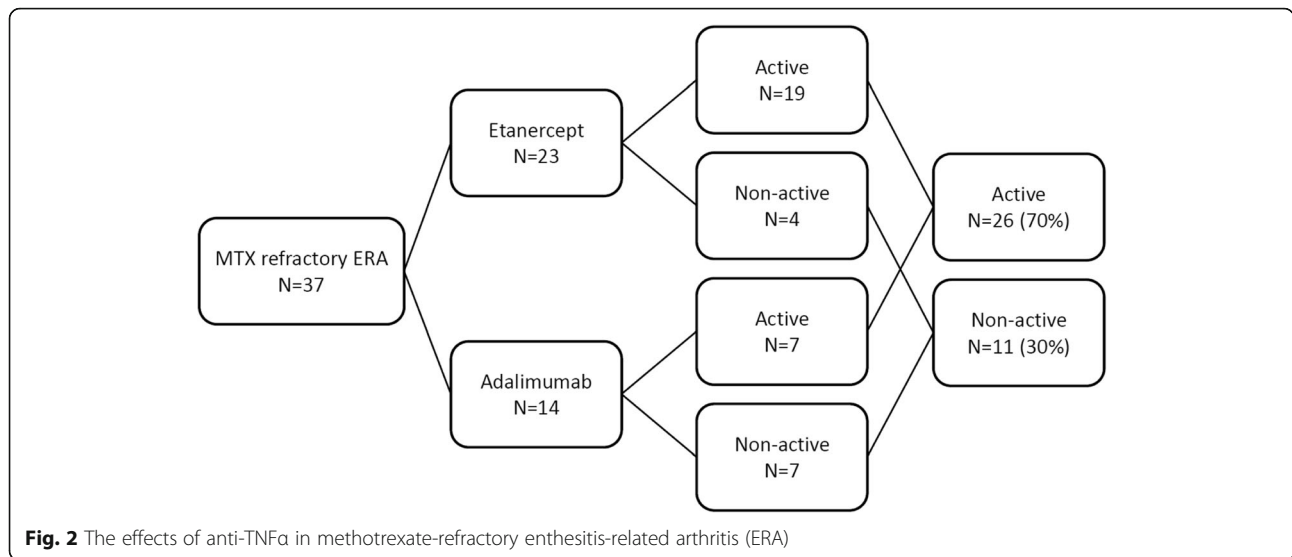 MTX refractory ERA
N=37
Etanercept
N=23
Adalimumab
N=14
Active
N=19
Non-active
N=4
Active
N=7
Non-active
N=7
Active
N=26 (70%)
Non-active
N=11 (30%)
Fig. 2 The effects of anti-TNFα in methotrexate-refractory enthesitis-related arthritis (ERA)